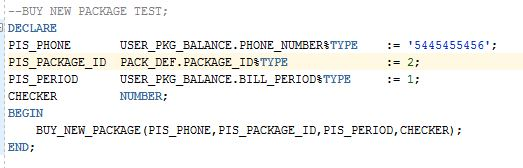 --BUY NEW PACKAGE TEST;
DECLARE
PIS_PHONE USER_PKG_BALANCE.PHONE_NUMBER%TYPE := '5445455456';
PIS_PACKAGE_ID PACK_DEF.PACKAGE_ID%TYPE := 2;
PIS_PERIOD USER_PKG_BALANCE.BILL_PERIOD%TYPE := 1;
CHECKER NUMBER;
BEGIN
BUY_NEW_PACKAGE(PIS_PHONE,PIS_PACKAGE_ID,PIS_PERIOD,CHECKER);
END;